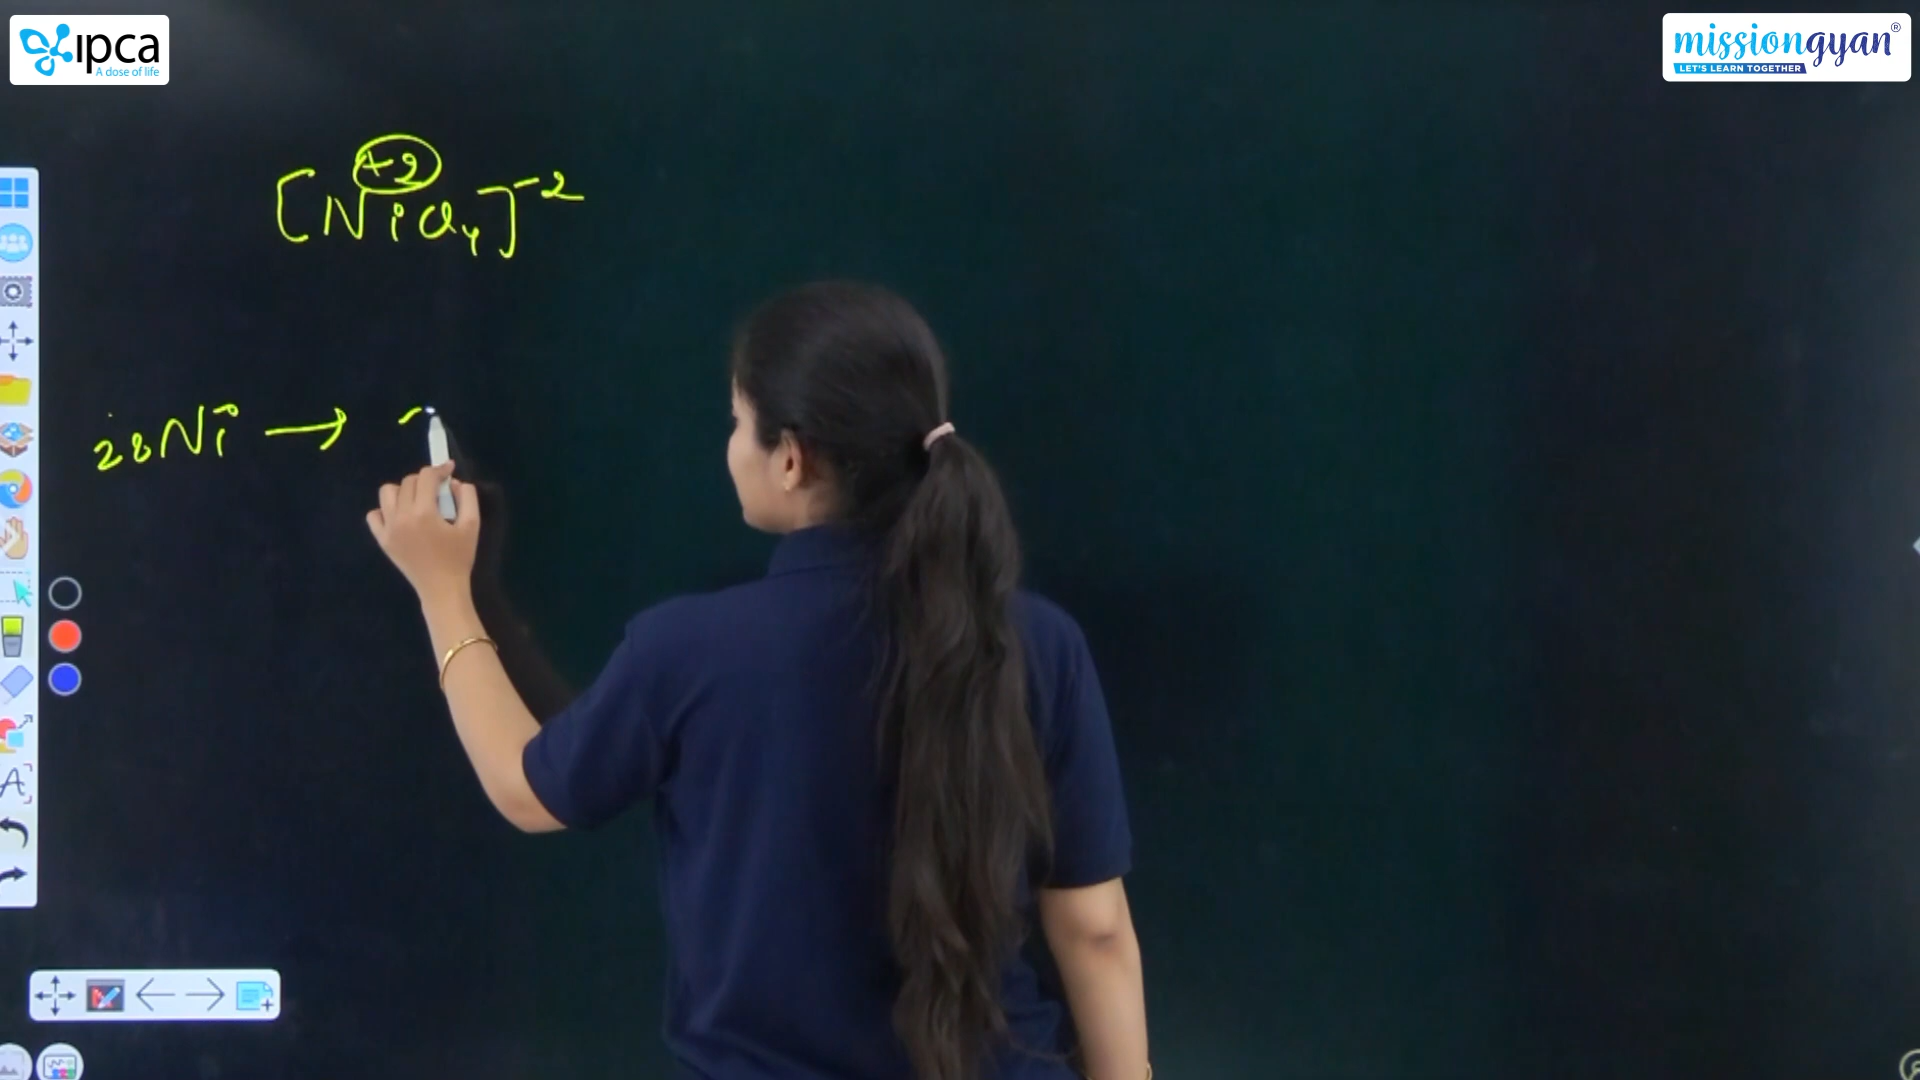 ipca
A dose of life
missiongyan®
LET'S LEARN TOGETHER
+2
[NiCl₄]⁻²
₂₈Ni →